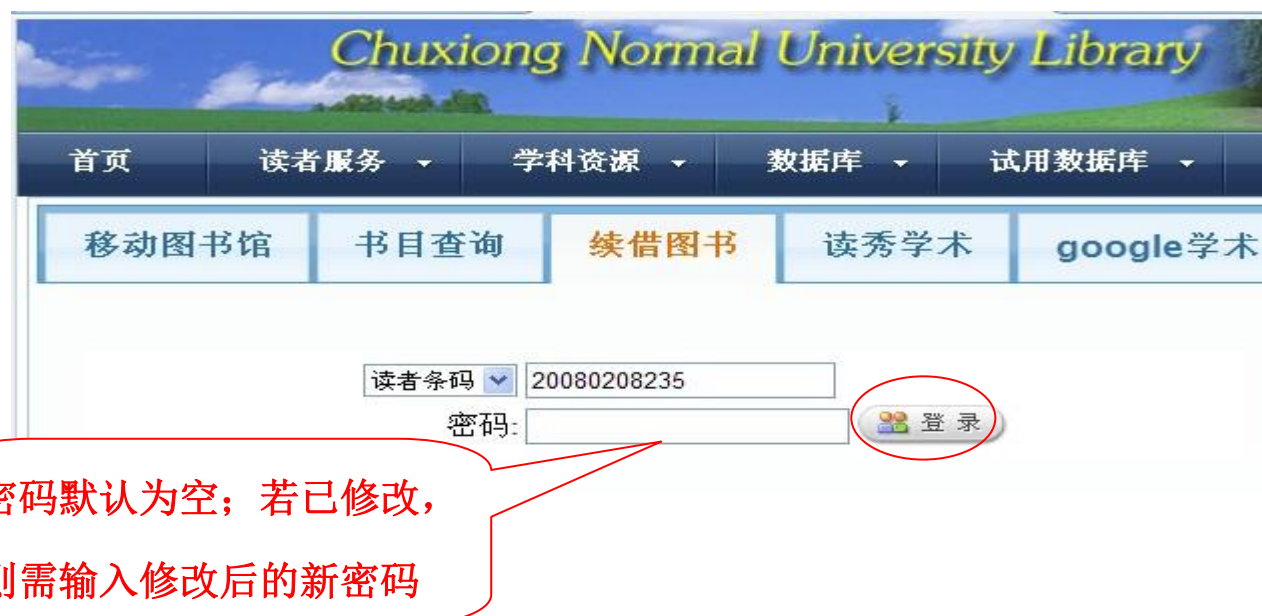 Chuxiong Normal University Library
首页 读者服务 学科资源 数据库 试用数据库
移动图书馆 书目查询 续借图书 读秀学术 google学术
读者条码 20080208235
密码: 登录
密码默认为空；若已修改，
则需输入修改后的新密码